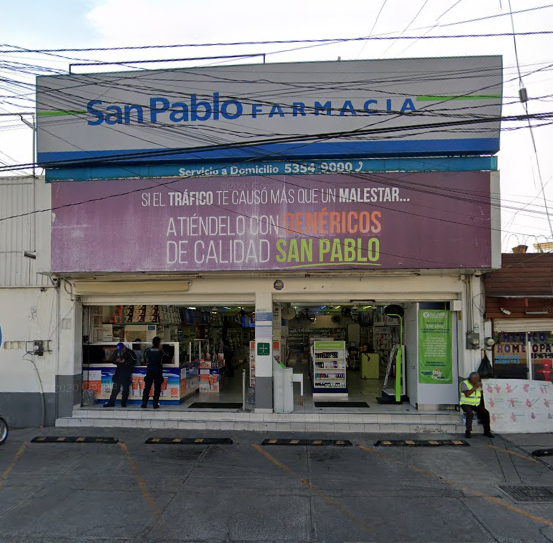 San Pablo FARMACIA
Servicio a Domicilio 5354-9000
SI EL TRÁFICO TE CAUSÓ MÁS QUE UN MALESTAR...
ATIÉNDELO CON GENÉRICOS
DE CALIDAD SAN PABLO